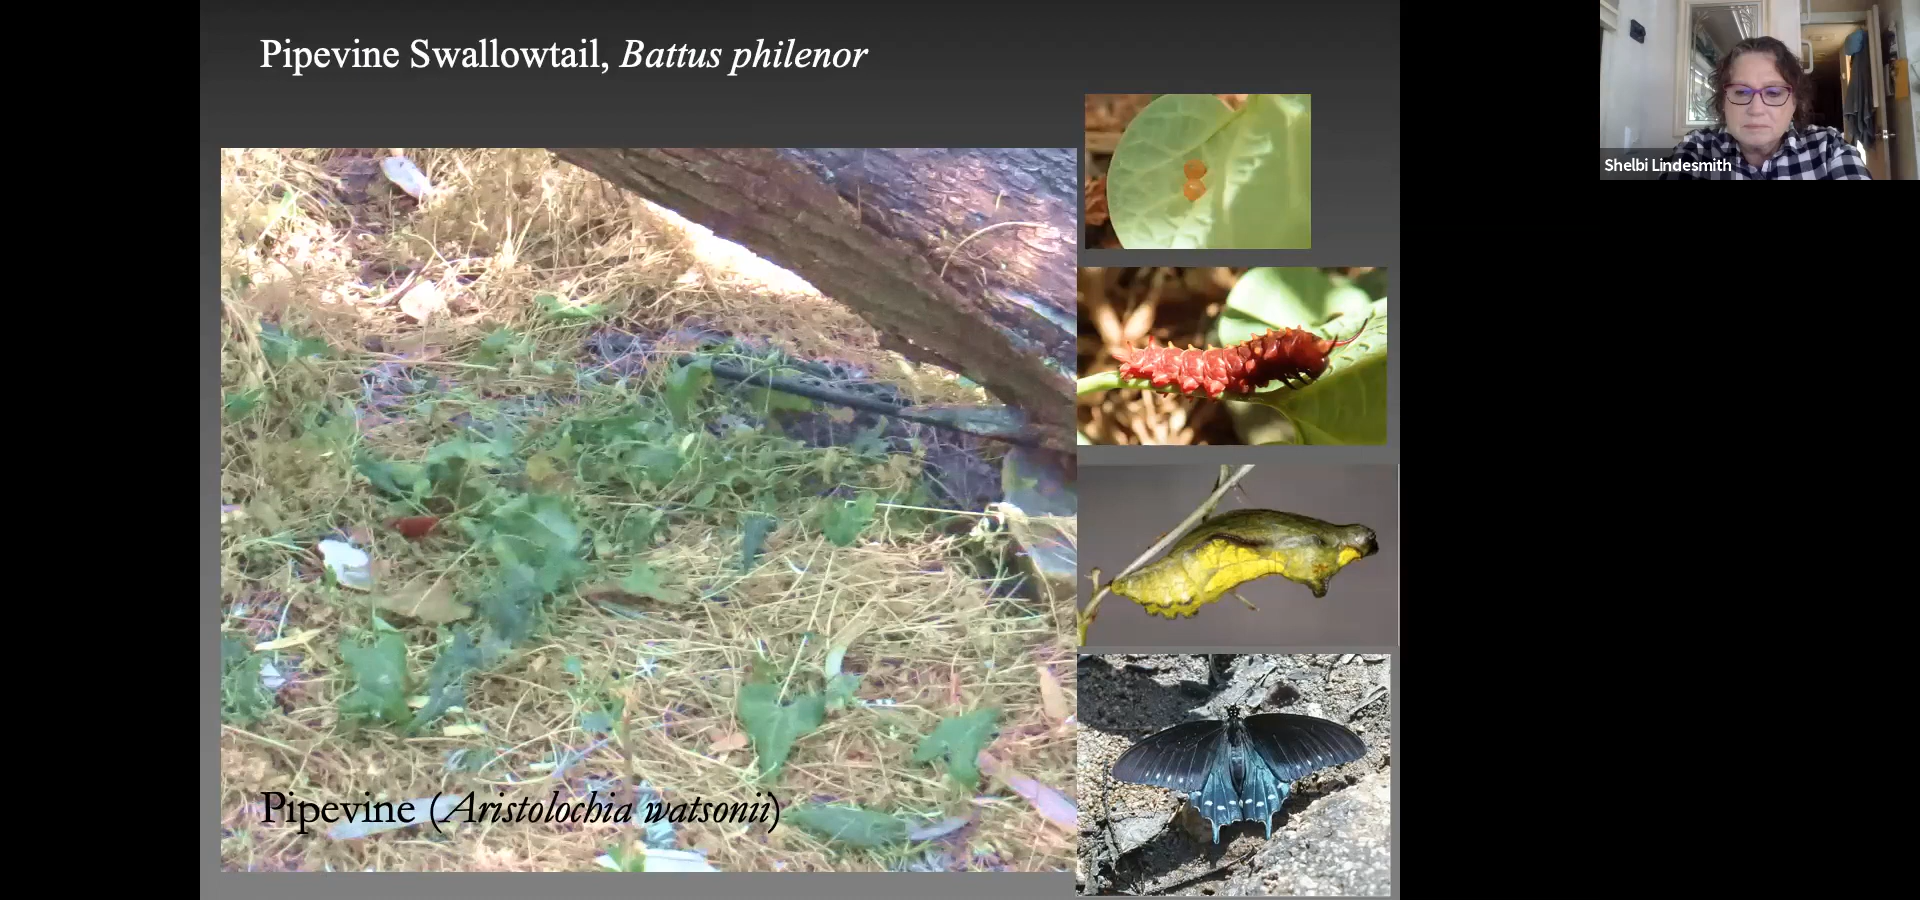 Pipevine Swallowtail, Battus philenor
Shelbi Lindesmith
Pipevine (Aristolochia watsonii)